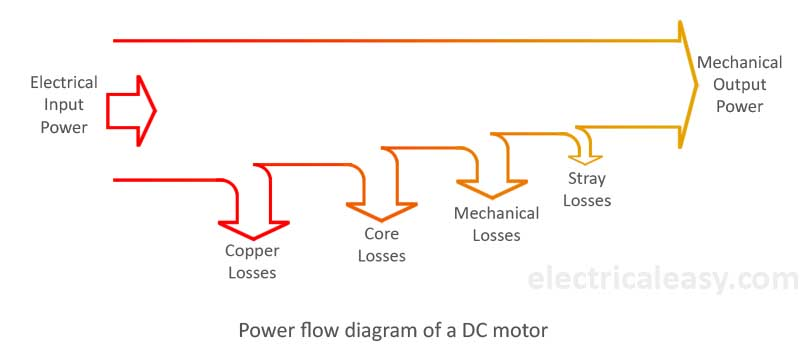 Electrical
Input
Power
Mechanical
Output
Power
Copper
Losses
Core
Losses
Mechanical
Losses
Stray
Losses
electricaleasy.com
Power flow diagram of a DC motor